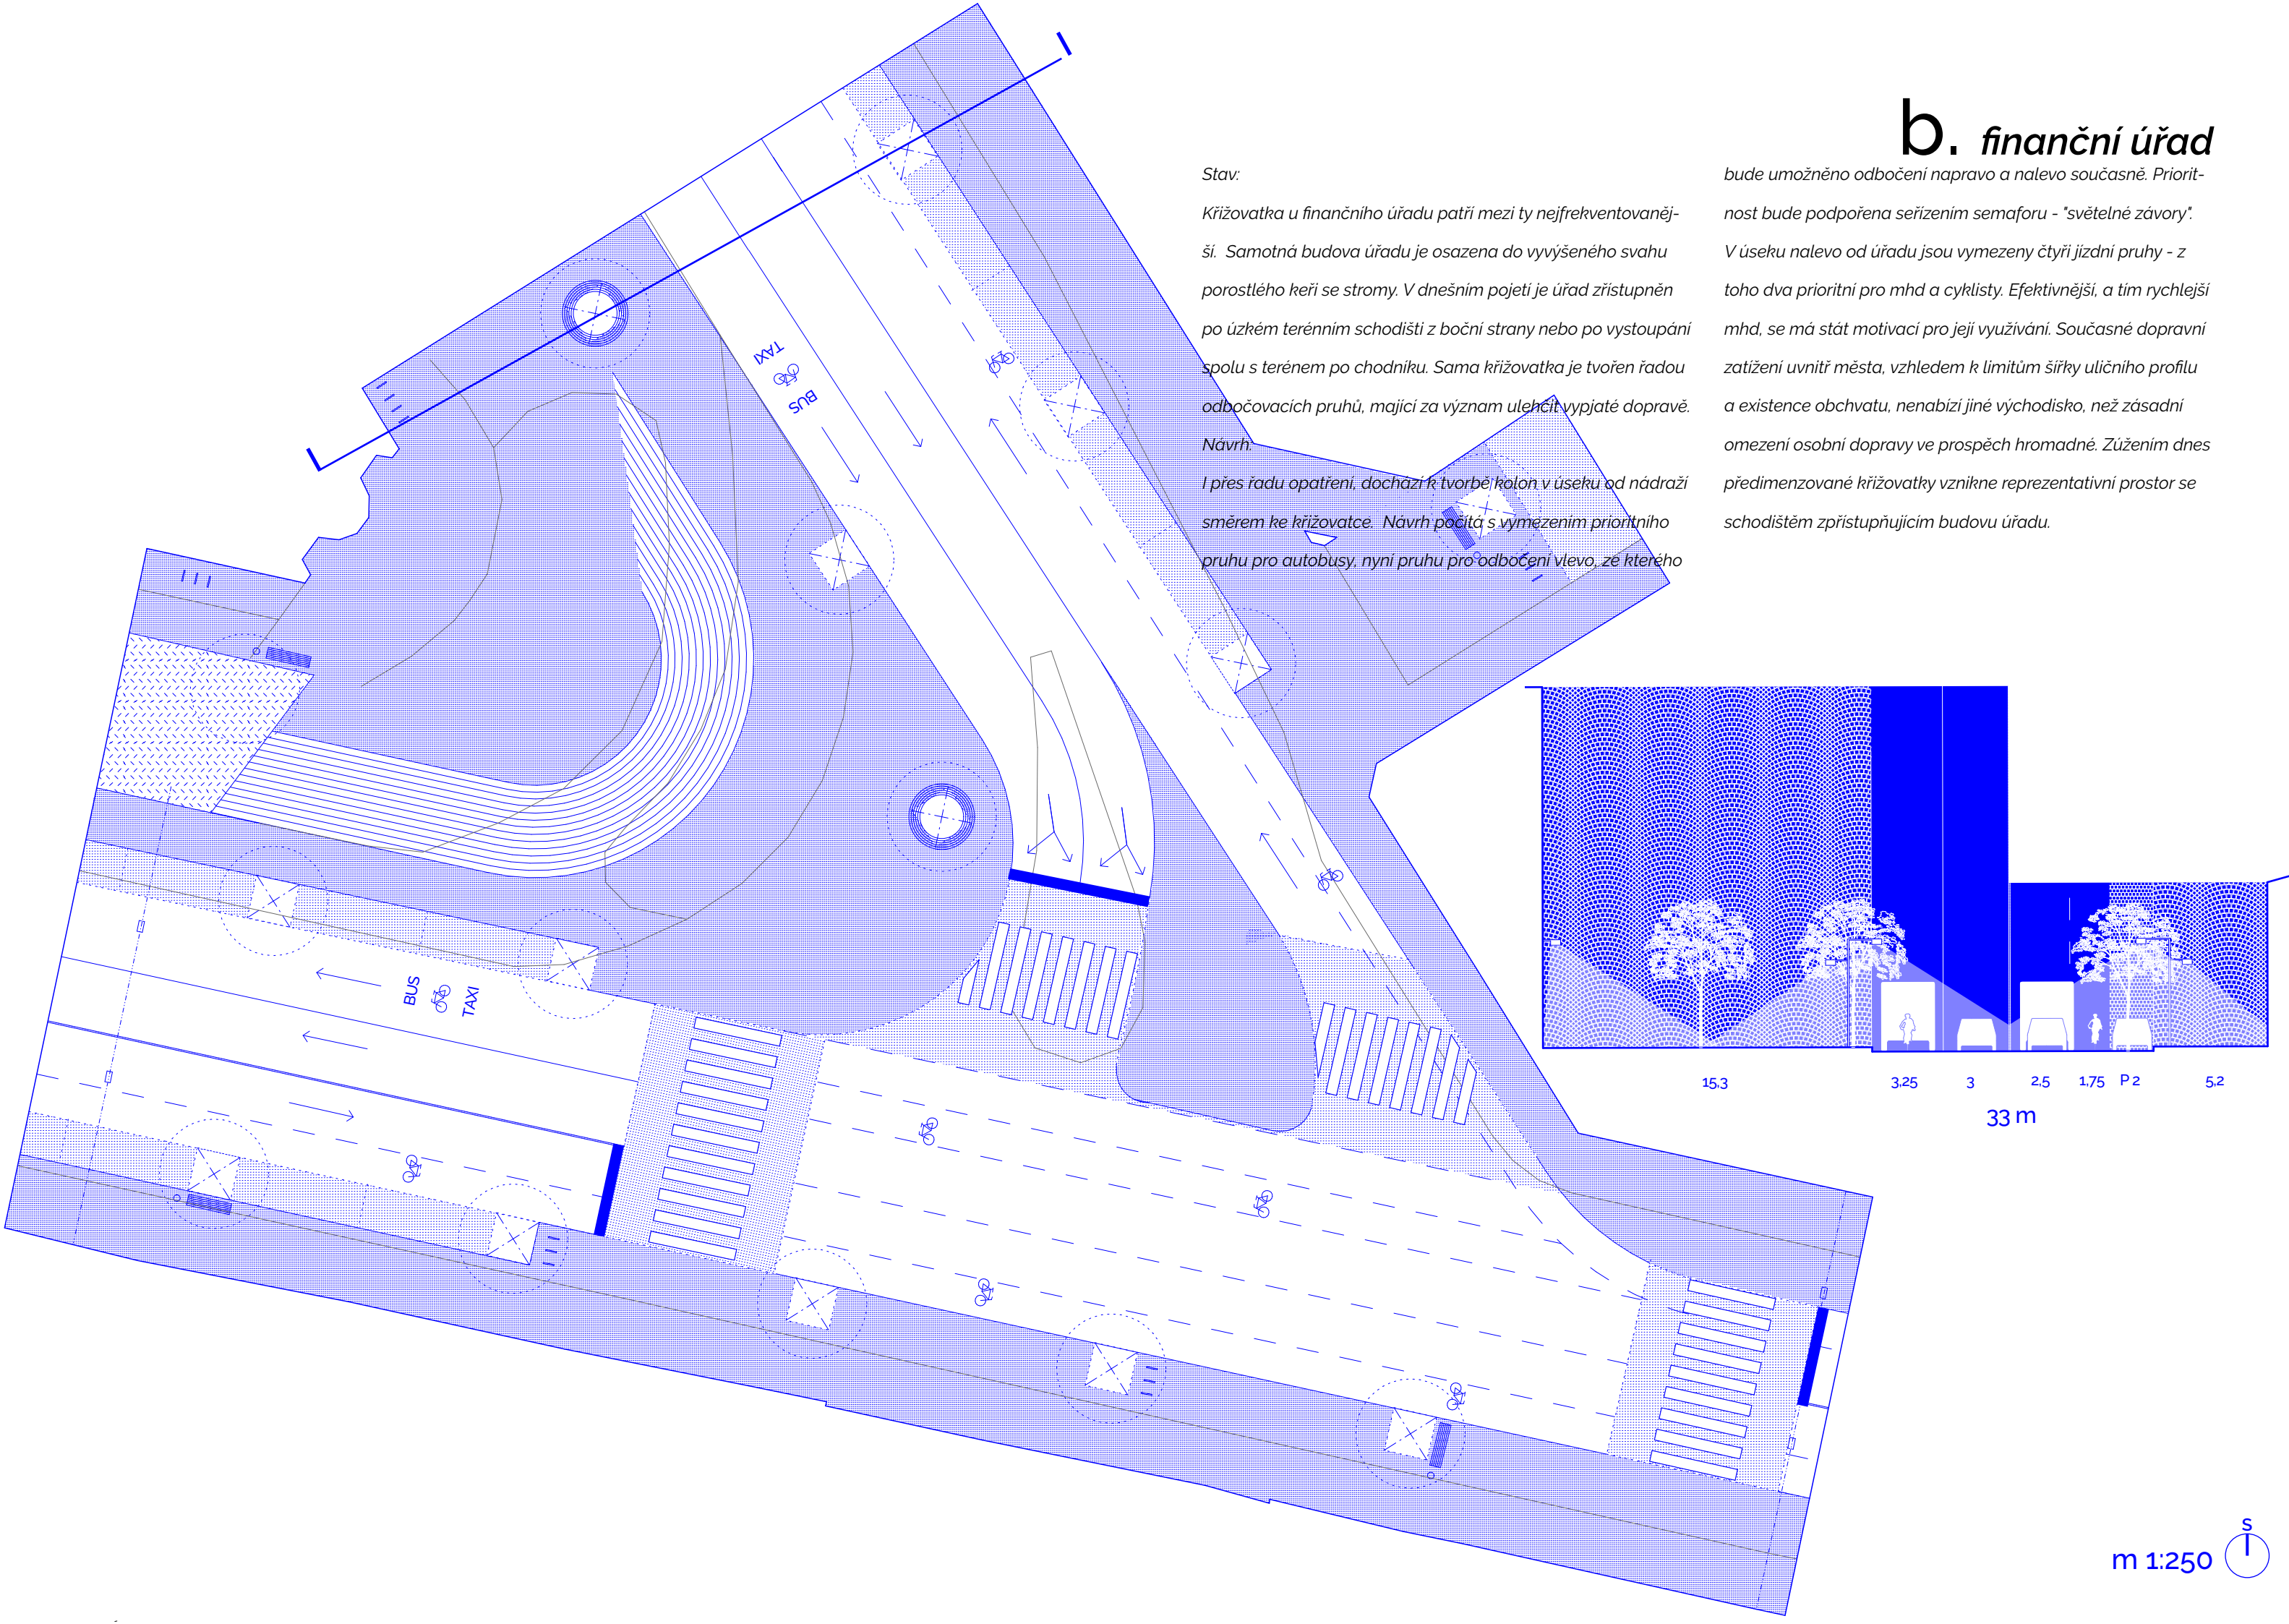 b. finanční úřad
Stav:
Křižovatka u finančního úřadu patří mezi ty nejfrekventovaněj-
ší. Samotná budova úřadu je osazena do vyvýšeného svahu
porostlého keři se stromy. V dnešním pojetí je úřad zřístupněn
po úzkém terénním schodišti z boční strany nebo po vystoupání
spolu s terénem po chodníku. Sama křižovatka je tvořen řadou
odbočovacích pruhů, mající za význam ulehčit vypjaté dopravě.
Návrh:
I přes řadu opatření, dochází k tvorbě kolon v úseku od nádraží
směrem ke křižovatce. Návrh počítá s vymezením prioritního
pruhu pro autobusy, nyní pruhu pro odbočení vlevo, ze kterého
bude umožněno odbočení napravo a nalevo současně. Priorit-
nost bude podpořena seřízením semaforu - "světelné závory".
V úseku nalevo od úřadu jsou vymezeny čtyři jízdní pruhy - z
toho dva prioritní pro mhd a cyklisty. Efektivnější, a tím rychlejší
mhd, se má stát motivací pro její využívání. Současné dopravní
zatížení uvnitř města, vzhledem k limitům šířky uličního profilu
a existence obchvatu, nenabízí jiné východisko, než zásadní
omezení osobní dopravy ve prospěch hromadné. Zúžením dnes
předimenzované křižovatky vznikne reprezentativní prostor se
schodištěm zpřístupňujícím budovu úřadu.
TAXI
BUS
BUS
TAXI
15,3 3,25 3 2,5 1,75 P 2 5,2
33 m
S
m 1:250